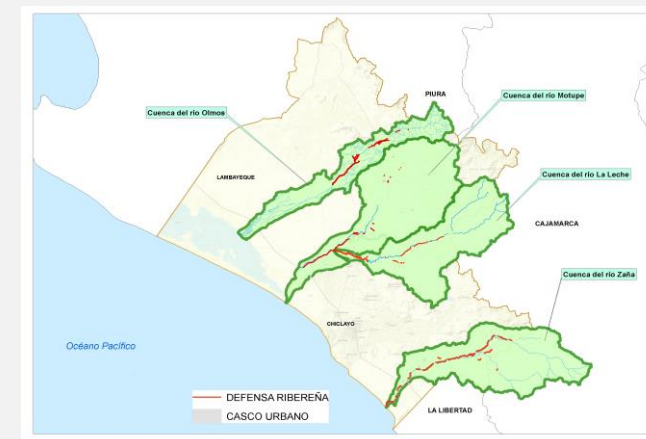 PIURA
Cuenca del río Motupe
Cuenca del río Olmos
Cuenca del río La Leche
LAMBAYEQUE
CAJAMARCA
Cuenca del río Zaña
CHICLAYO
Océano Pacífico
DEFENSA RIBEREÑA
CASCO URBANO
LA LIBERTAD